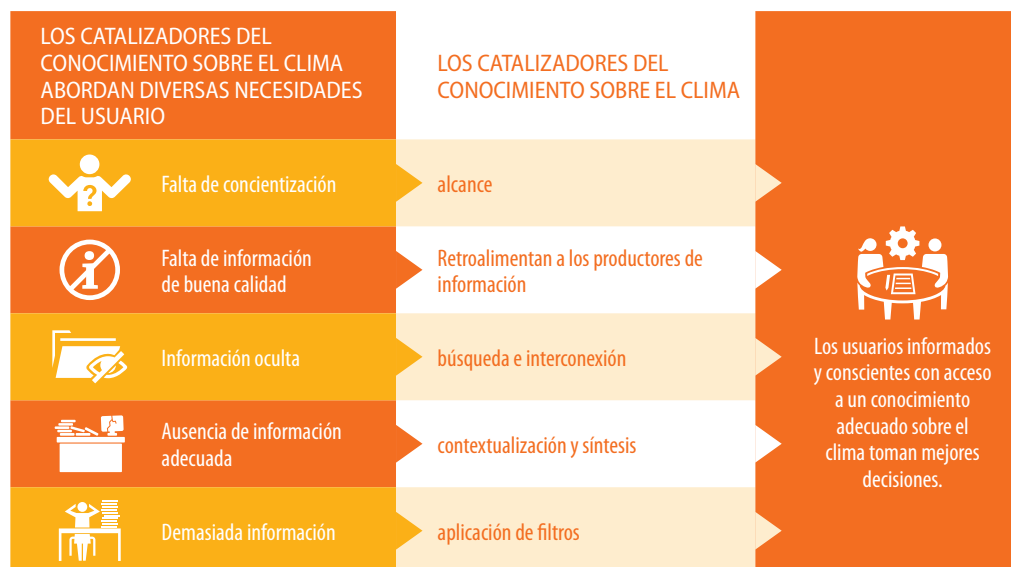 LOS CATALIZADORES DEL
CONOCIMIENTO SOBRE EL CLIMA
ABORDAN DIVERSAS NECESIDADES
DEL USUARIO
LOS CATALIZADORES DEL
CONOCIMIENTO SOBRE EL CLIMA
?
Falta de concientización
alcance
Falta de información
de buena calidad
Retroalimentan a los productores de
información
Información oculta
búsqueda e interconexión
Ausencia de información
adecuada
contextualización y síntesis
Demasiada información
aplicación de filtros
Los usuarios informados
y conscientes con acceso
a un conocimiento
adecuado sobre el
clima toman mejores
decisiones.